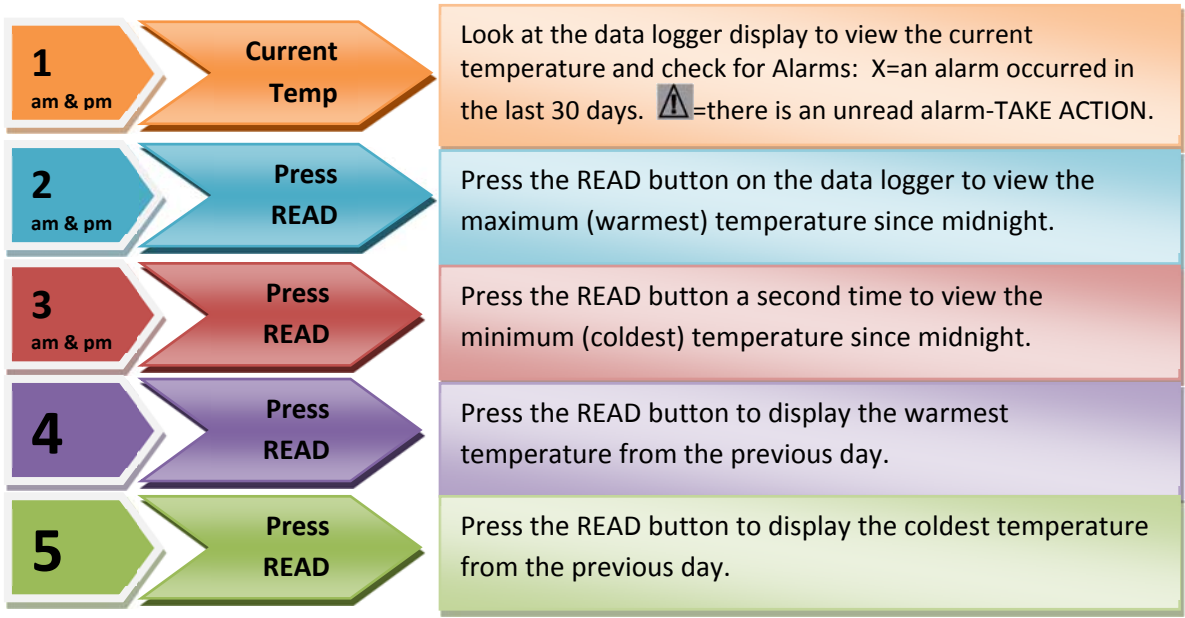 1
am & pm
Current
Temp
Look at the data logger display to view the current
temperature and check for Alarms: X=an alarm occurred in
the last 30 days. ⚠=there is an unread alarm-TAKE ACTION.
2
am & pm
Press
READ
Press the READ button on the data logger to view the
maximum (warmest) temperature since midnight.
3
am & pm
Press
READ
Press the READ button a second time to view the
minimum (coldest) temperature since midnight.
4
Press
READ
Press the READ button to display the warmest
temperature from the previous day.
5
Press
READ
Press the READ button to display the coldest temperature
from the previous day.